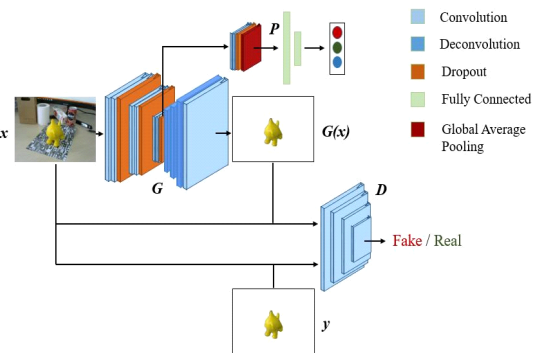 P
Convolution
Deconvolution
Dropout
Fully Connected
Global Average
Pooling
x
G(x)
G
D
Fake / Real
y